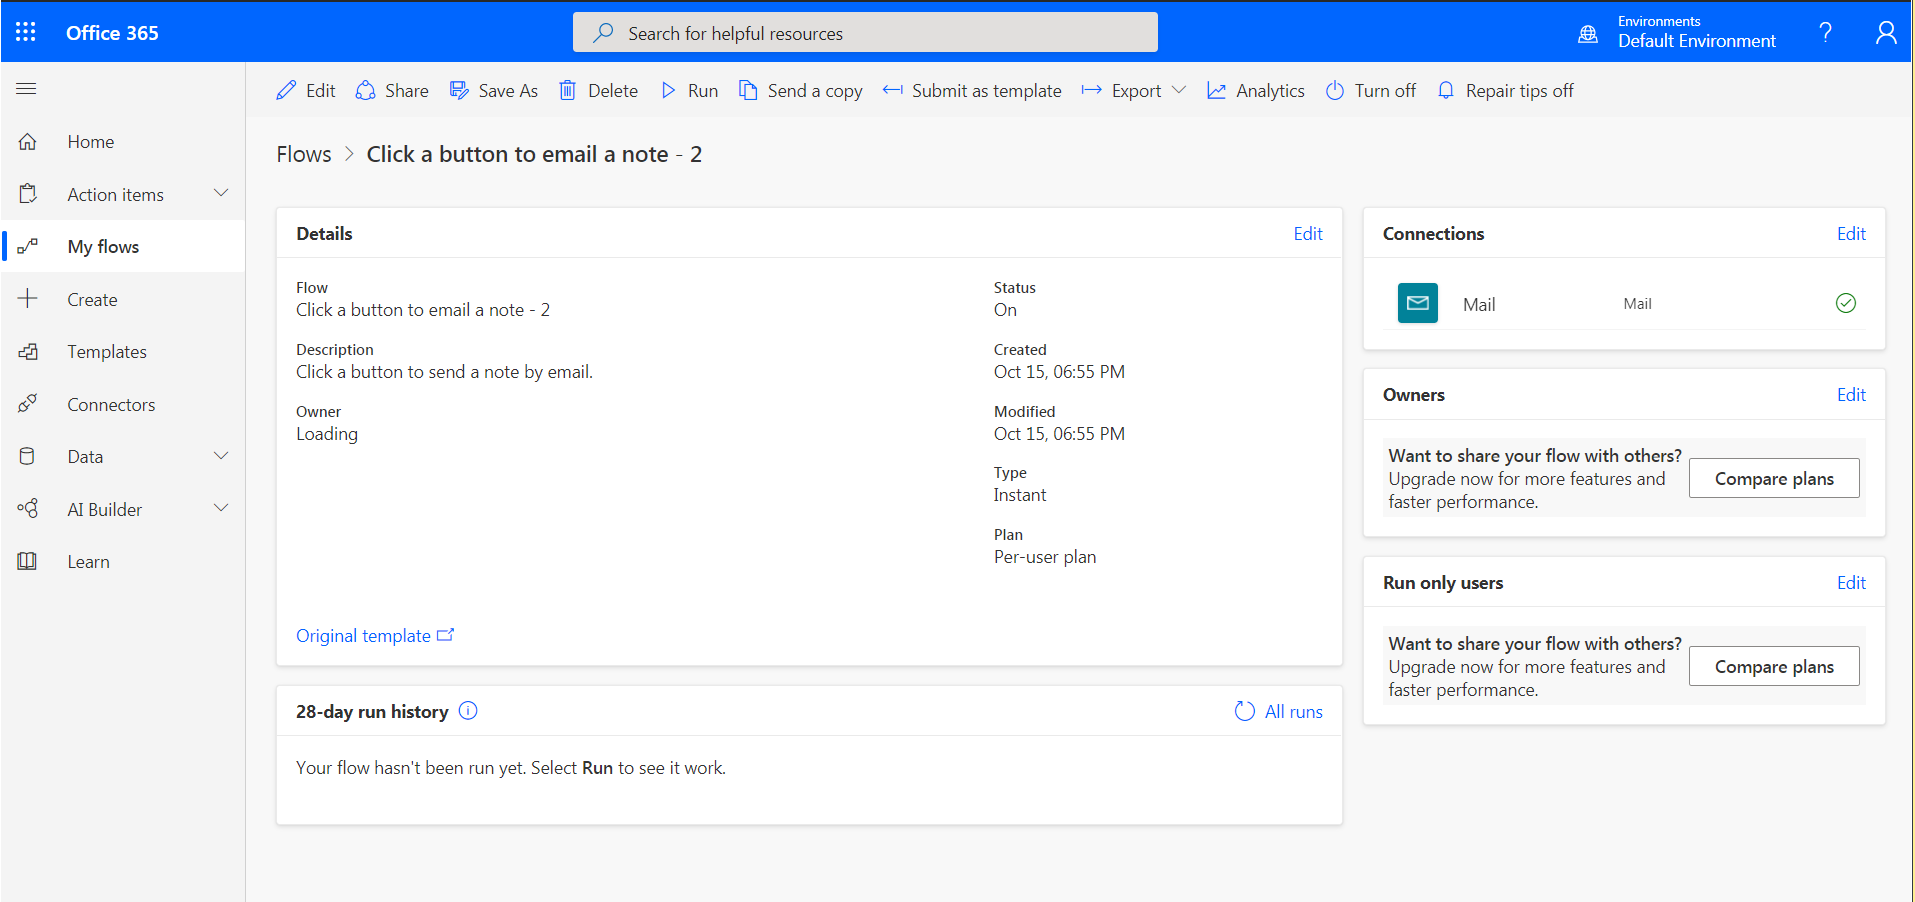 Office 365
Search for helpful resources
Environments
Default Environment
?
Edit Share Save As Delete Run Send a copy Submit as template Export Analytics Turn off Repair tips off
Home
Action items
My flows
Create
Templates
Connectors
Data
AI Builder
Learn
Flows > Click a button to email a note - 2
Details Edit
Flow
Click a button to email a note - 2
Description
Click a button to send a note by email.
Owner
Loading
Status
On
Created
Oct 15, 06:55 PM
Modified
Oct 15, 06:55 PM
Type
Instant
Plan
Per-user plan
Original template
28-day run history All runs
Your flow hasn't been run yet. Select Run to see it work.
Connections Edit
Mail Mail
Owners Edit
Want to share your flow with others?
Upgrade now for more features and
faster performance.
Compare plans
Run only users Edit
Want to share your flow with others?
Upgrade now for more features and
faster performance.
Compare plans